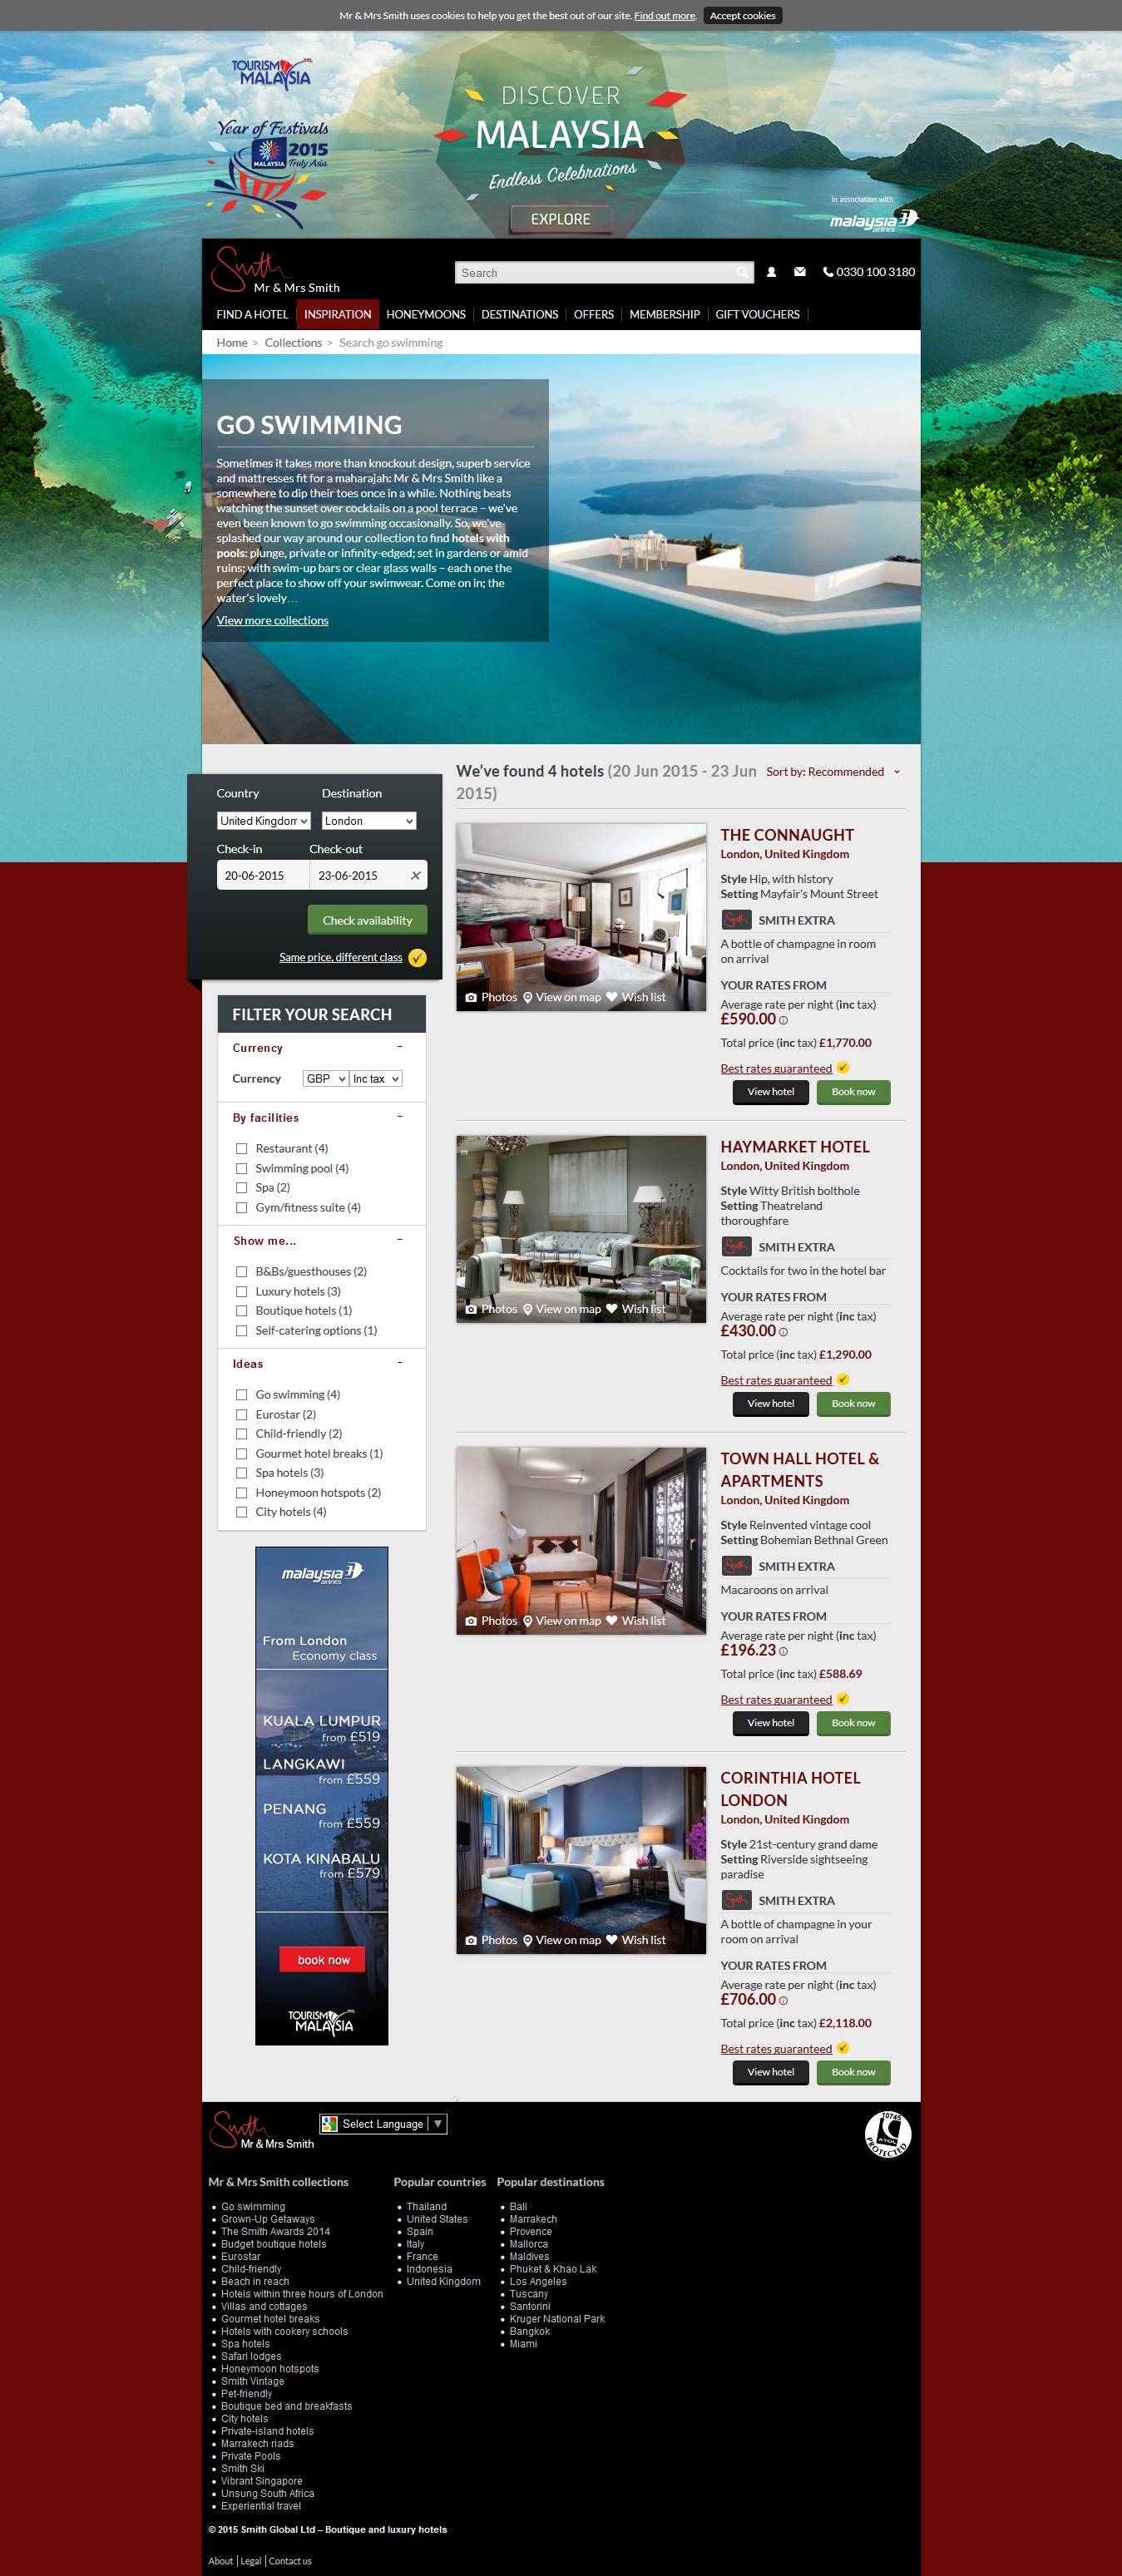 Mr & Mrs Smith uses cookies to help you get the best out of our site. Find out more. Accept cookies
TOURISM
MALAYSIA
Year of Festivals
2015
MALAYSIA Truly Asia
DISCOVER
MALAYSIA
Endless Celebrations
EXPLORE
in association with
malaysia
airlines
Smith
Mr & Mrs Smith
Search
0330 100 3180
FIND A HOTEL
INSPIRATION
HONEYMOONS
DESTINATIONS
OFFERS
MEMBERSHIP
GIFT VOUCHERS
Home > Collections > Search go swimming
GO SWIMMING
Sometimes it takes more than knockout design, superb service
and mattresses fit for a maharajah: Mr & Mrs Smith like a
somewhere to dip their toes once in a while. Nothing beats
watching the sunset over cocktails on a pool terrace – we've
even been known to go swimming occasionally. So, we've
splashed our way around our collection to find hotels with
pools: plunge, private or infinity-edged; set in gardens or amid
ruins; with swim-up bars or clear glass walls – each one the
perfect place to show off your swimwear. Come on in; the
water's lovely…
View more collections
Country
Destination
United Kingdom
London
Check-in
Check-out
20-06-2015
23-06-2015
Check availability
Same price, different class
FILTER YOUR SEARCH
Currency
Currency
GBP
Inc tax
By facilities
Restaurant (4)
Swimming pool (4)
Spa (2)
Gym/fitness suite (4)
Show me...
B&Bs/guesthouses (2)
Luxury hotels (3)
Boutique hotels (1)
Self-catering options (1)
Ideas
Go swimming (4)
Eurostar (2)
Child-friendly (2)
Gourmet hotel breaks (1)
Spa hotels (3)
Honeymoon hotspots (2)
City hotels (4)
malaysia
airlines
From London
Economy class
KUALA LUMPUR
from £519
LANGKAWI
from £559
PENANG
from £559
KOTA KINABALU
from £579
book now
TOURISM
MALAYSIA
We've found 4 hotels (20 Jun 2015 - 23 Jun
2015)
Sort by: Recommended
Photos View on map Wish list
THE CONNAUGHT
London, United Kingdom
Style Hip, with history
Setting Mayfair's Mount Street
Smith SMITH EXTRA
A bottle of champagne in room
on arrival
YOUR RATES FROM
Average rate per night (inc tax)
£590.00
Total price (inc tax) £1,770.00
Best rates guaranteed
View hotel
Book now
Photos View on map Wish list
HAYMARKET HOTEL
London, United Kingdom
Style Witty British bolthole
Setting Theatreland
thoroughfare
Smith SMITH EXTRA
Cocktails for two in the hotel bar
YOUR RATES FROM
Average rate per night (inc tax)
£430.00
Total price (inc tax) £1,290.00
Best rates guaranteed
View hotel
Book now
Photos View on map Wish list
TOWN HALL HOTEL &
APARTMENTS
London, United Kingdom
Style Reinvented vintage cool
Setting Bohemian Bethnal Green
Smith SMITH EXTRA
Macaroons on arrival
YOUR RATES FROM
Average rate per night (inc tax)
£196.23
Total price (inc tax) £588.69
Best rates guaranteed
View hotel
Book now
Photos View on map Wish list
CORINTHIA HOTEL
LONDON
London, United Kingdom
Style 21st-century grand dame
Setting Riverside sightseeing
paradise
Smith SMITH EXTRA
A bottle of champagne in your
room on arrival
YOUR RATES FROM
Average rate per night (inc tax)
£706.00
Total price (inc tax) £2,118.00
Best rates guaranteed
View hotel
Book now
Smith
Mr & Mrs Smith
Select Language
10745
ATOL
PROTECTED
Mr & Mrs Smith collections
Go swimming
Grown-Up Getaways
The Smith Awards 2014
Budget boutique hotels
Eurostar
Child-friendly
Beach in reach
Hotels within three hours of London
Villas and cottages
Gourmet hotel breaks
Hotels with cookery schools
Spa hotels
Safari lodges
Honeymoon hotspots
Smith Vintage
Pet-friendly
Boutique bed and breakfasts
City hotels
Private-island hotels
Marrakech riads
Private Pools
Smith Ski
Vibrant Singapore
Unsung South Africa
Experiential travel
Popular countries
Thailand
United States
Spain
Italy
France
Indonesia
United Kingdom
Popular destinations
Bali
Marrakech
Provence
Mallorca
Maldives
Phuket & Khao Lak
Los Angeles
Tuscany
Santorini
Kruger National Park
Bangkok
Miami
© 2015 Smith Global Ltd – Boutique and luxury hotels
About | Legal | Contact us